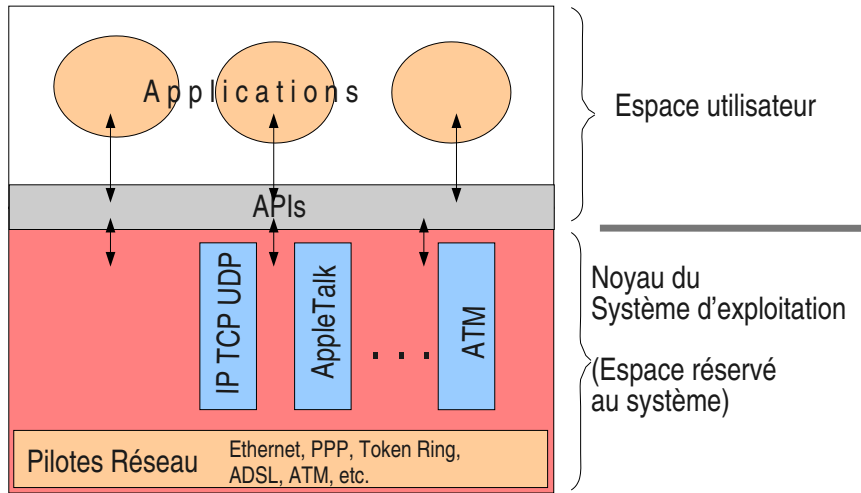 Applications
Espace utilisateur
APIs
IP TCP UDP
AppleTalk
. . .
ATM
Noyau du
Système d'exploitation
(Espace réservé
au système)
Pilotes Réseau
Ethernet, PPP, Token Ring,
ADSL, ATM, etc.